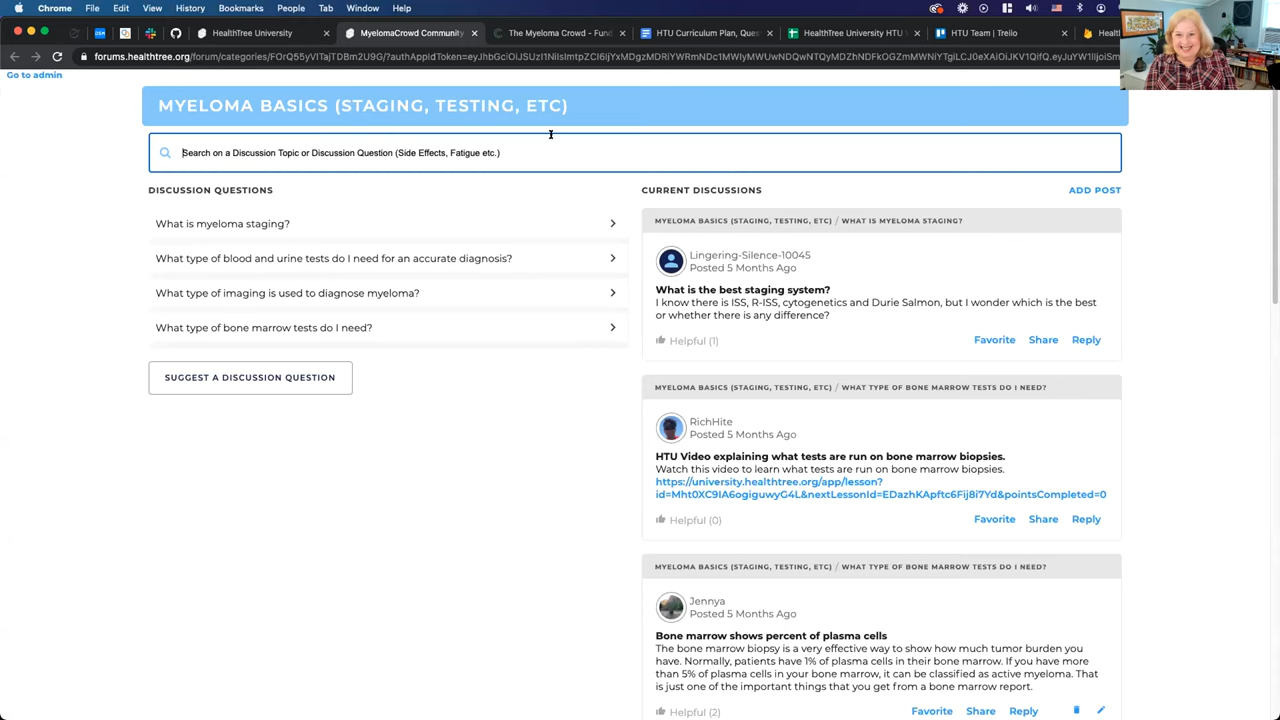 Chrome File Edit View History Bookmarks People Tab Window Help
HealthTree University
MyelomaCrowd Community
The Myeloma Crowd - Fund
HTU Curriculum Plan, Ques
HealthTree University HTU
HTU Team | Trello
forums.healthtree.org/forum/categories/
Go to admin
MYELOMA BASICS (STAGING, TESTING, ETC)
Search on a Discussion Topic or Discussion Question (Side Effects, Fatigue etc.)
DISCUSSION QUESTIONS
What is myeloma staging?
What type of blood and urine tests do I need for an accurate diagnosis?
What type of imaging is used to diagnose myeloma?
What type of bone marrow tests do I need?
SUGGEST A DISCUSSION QUESTION
CURRENT DISCUSSIONS
ADD POST
MYELOMA BASICS (STAGING, TESTING, ETC) / WHAT IS MYELOMA STAGING?
Lingering-Silence-10045
Posted 5 Months Ago
What is the best staging system?
I know there is ISS, R-ISS, cytogenetics and Durie Salmon, but I wonder which is the best
or whether there is any difference?
Helpful (1) Favorite Share Reply
MYELOMA BASICS (STAGING, TESTING, ETC) / WHAT TYPE OF BONE MARROW TESTS DO I NEED?
RichHite
Posted 5 Months Ago
HTU Video explaining what tests are run on bone marrow biopsies.
Watch this video to learn what tests are run on bone marrow biopsies.
https://university.healthtree.org/app/lesson?
id=Mht0XC9IA6ogiguwyG4L&nextLessonId=EDazhKApftc6Fij8i7Yd&pointsCompleted=0
Helpful (0) Favorite Share Reply
MYELOMA BASICS (STAGING, TESTING, ETC) / WHAT TYPE OF BONE MARROW TESTS DO I NEED?
Jennya
Posted 5 Months Ago
Bone marrow shows percent of plasma cells
The bone marrow biopsy is a very effective way to show how much tumor burden you
have. Normally, patients have 1% of plasma cells in their bone marrow. If you have more
than 5% of plasma cells in your bone marrow, it can be classified as active myeloma. That
is just one of the important things that you get from a bone marrow report.
Helpful (2) Favorite Share Reply